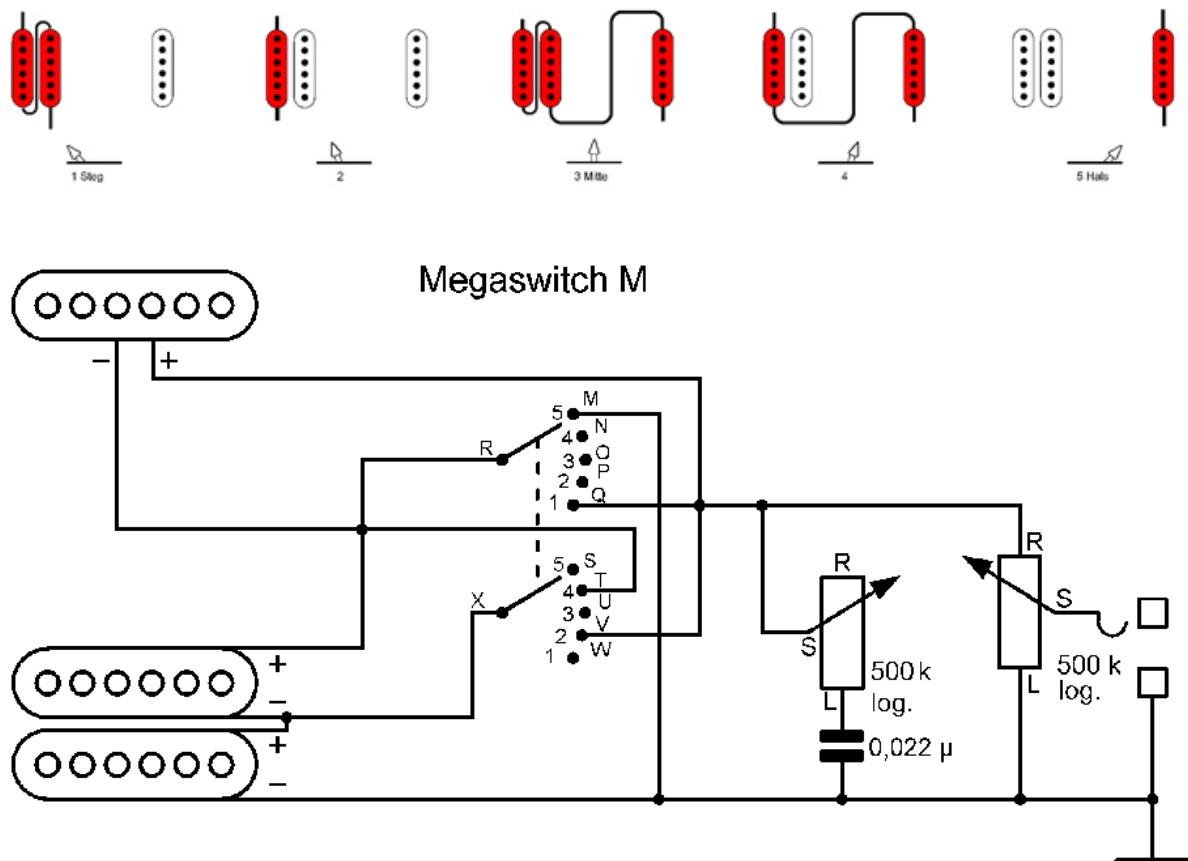 1 Steg
2
3 Mitte
4
5 Hals
Megaswitch M
– +
5 M
4 N
R
3 O
2 P
1 Q
5 S
4 T
X
3 U
2 V
1 W
R
R
S
S
500 k
log.
500 k
log.
L
L
0,022 µ
+
–
+
–